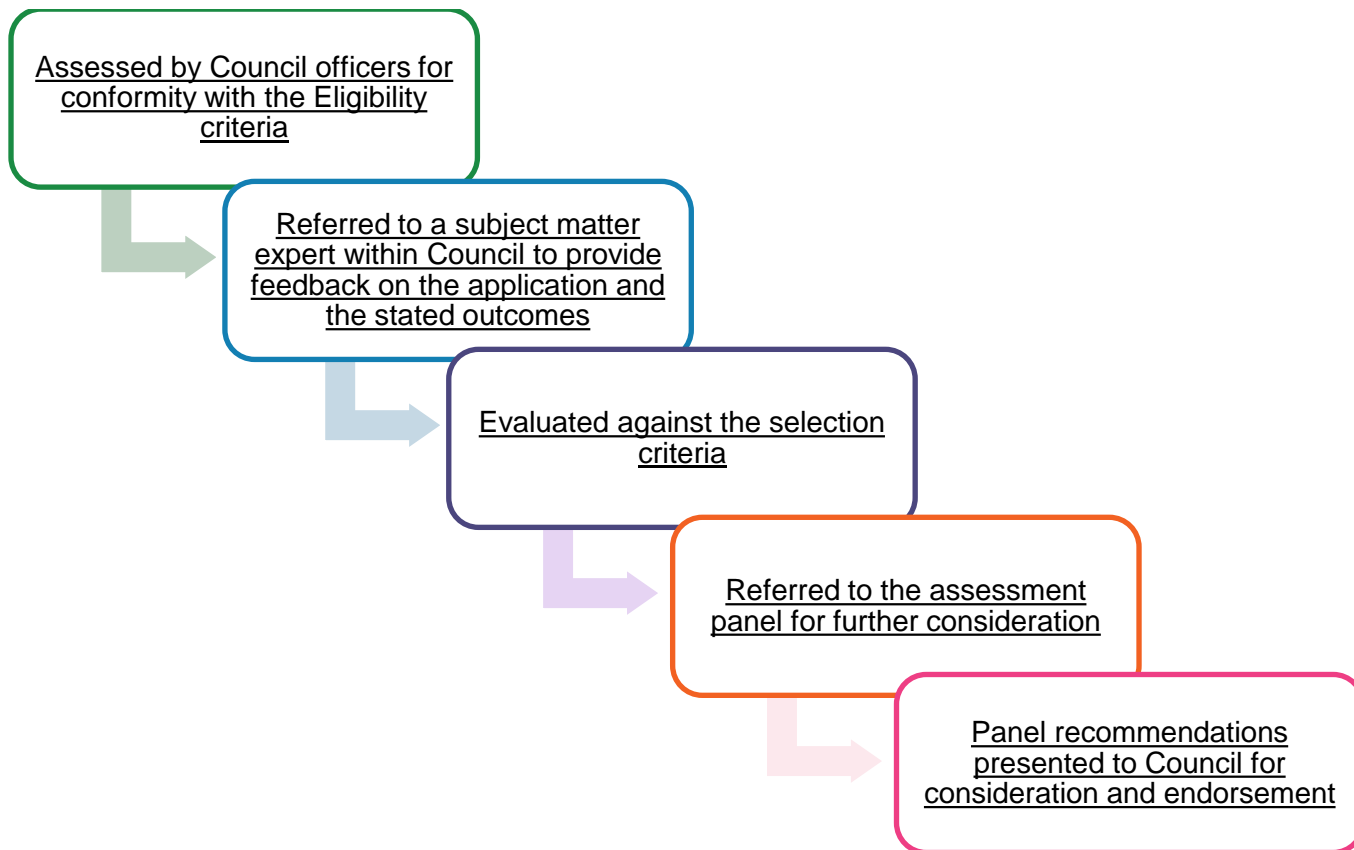 Assessed by Council officers for
conformity with the Eligibility
criteria
Referred to a subject matter
expert within Council to provide
feedback on the application and
the stated outcomes
Evaluated against the selection
criteria
Referred to the assessment
panel for further consideration
Panel recommendations
presented to Council for
consideration and endorsement